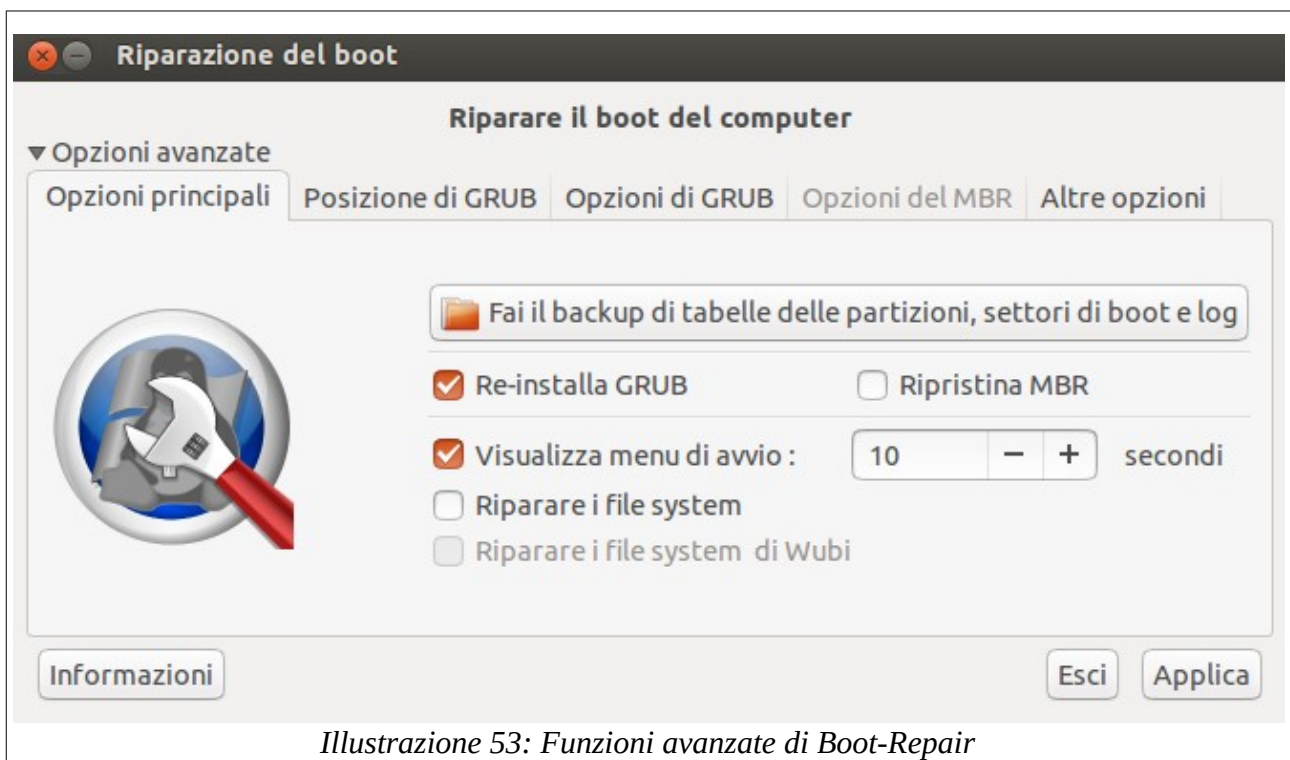 Riparazione del boot
Riparare il boot del computer
Opzioni avanzate
Opzioni principali Posizione di GRUB Opzioni di GRUB Opzioni del MBR Altre opzioni
Fai il backup di tabelle delle partizioni, settori di boot e log
Re-installa GRUB Ripristina MBR
Visualizza menu di avvio : 10 − + secondi
Riparare i file system
Riparare i file system di Wubi
Informazioni Esci Applica
Illustrazione 53: Funzioni avanzate di Boot-Repair